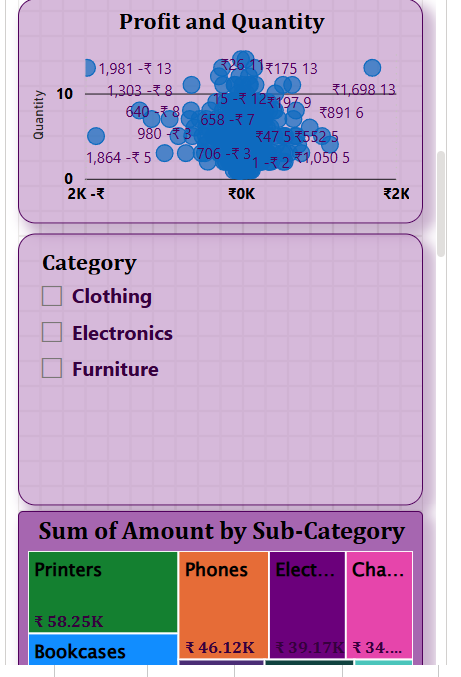 Profit and Quantity
₹26 11
1,981 -₹ 13
₹175 13
1,303 -₹ 8
₹1,698 13
10
15 -₹ 12
₹197 9
640 -₹ 8
₹891 6
658 -₹ 7
Quantity
980 -₹ 3
₹47 5
₹552 5
706 -₹ 3
1,864 -₹ 5
1 -₹ 2
₹1,050 5
0
2K -₹
₹0K
₹2K
Category
Clothing
Electronics
Furniture
Sum of Amount by Sub-Category
Printers
Phones
Elect...
Cha...
₹ 58.25K
₹ 46.12K
₹ 39.17K
₹ 34....
Bookcases